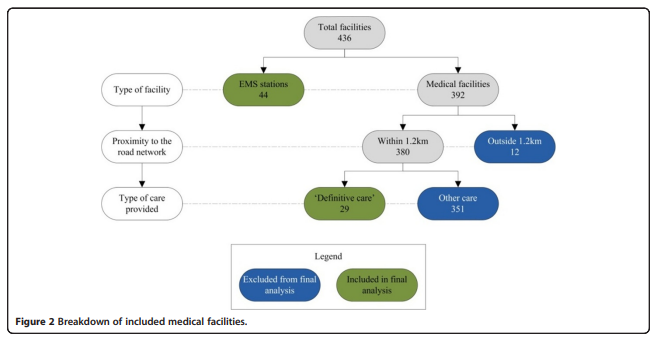 Total facilities
436
Type of facility
EMS stations
44
Medical facilities
392
Proximity to the
road network
Within 1.2km
380
Outside 1.2km
12
Type of care
provided
‘Definitive care’
29
Other care
351
Legend
Excluded from final
analysis
Included in final
analysis
Figure 2 Breakdown of included medical facilities.